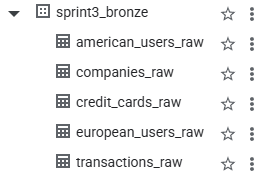 sprint3_bronze
american_users_raw
companies_raw
credit_cards_raw
european_users_raw
transactions_raw